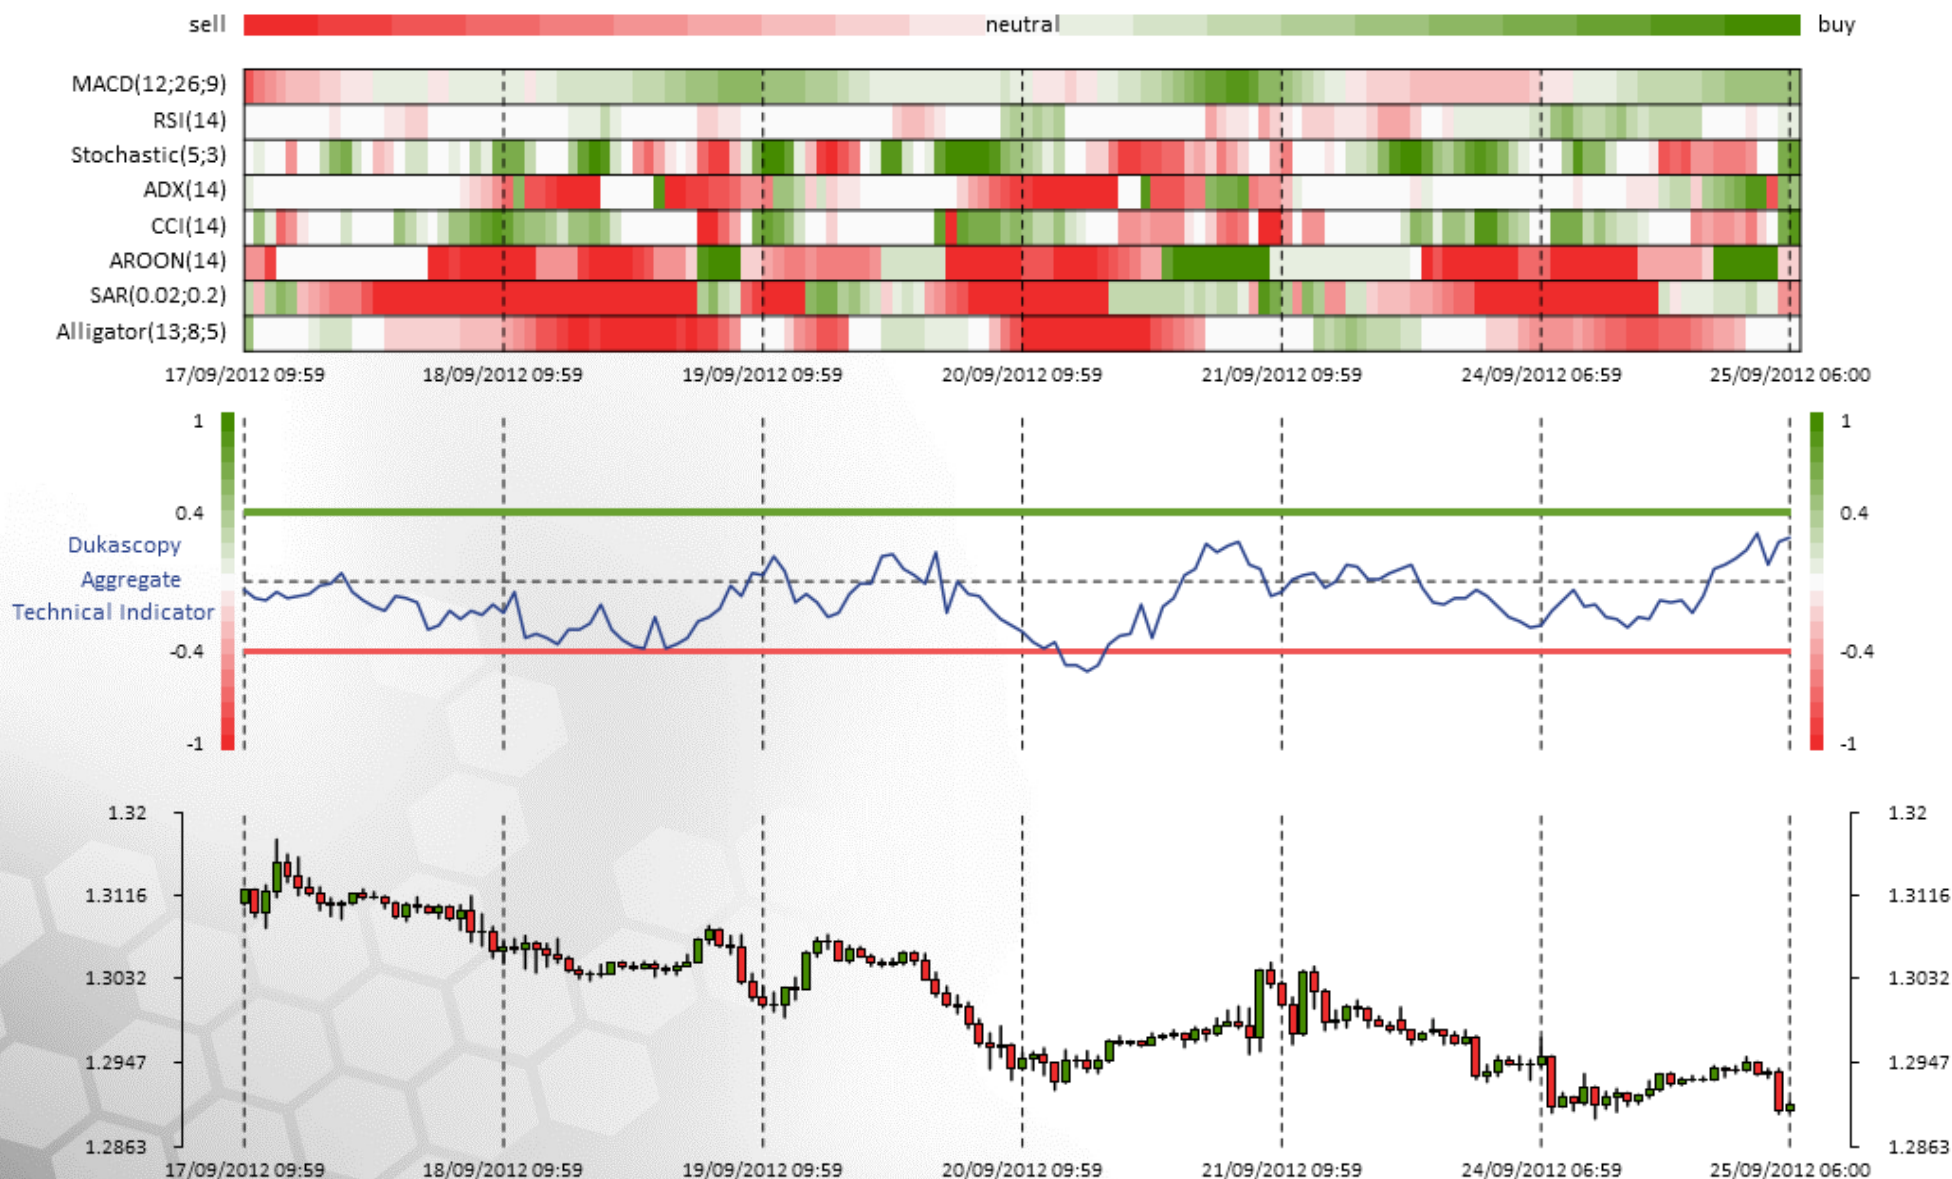 sell neutral buy
MACD(12;26;9)
RSI(14)
Stochastic(5;3)
ADX(14)
CCI(14)
AROON(14)
SAR(0.02;0.2)
Alligator(13;8;5)
17/09/2012 09:59 18/09/2012 09:59 19/09/2012 09:59 20/09/2012 09:59 21/09/2012 09:59 24/09/2012 06:59 25/09/2012 06:00
1 1
0.4 0.4
Dukascopy
Aggregate
Technical Indicator
-0.4 -0.4
-1 -1
1.32 1.32
1.3116 1.3116
1.3032 1.3032
1.2947 1.2947
1.2863 1.2863
17/09/2012 09:59 18/09/2012 09:59 19/09/2012 09:59 20/09/2012 09:59 21/09/2012 09:59 24/09/2012 06:59 25/09/2012 06:00